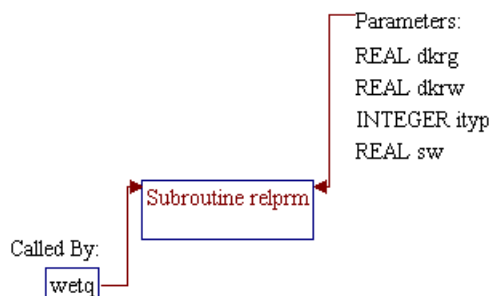 Parameters:
REAL dkrg
REAL dkrw
INTEGER ityp
REAL sw
Subroutine relprm
Called By:
wetq